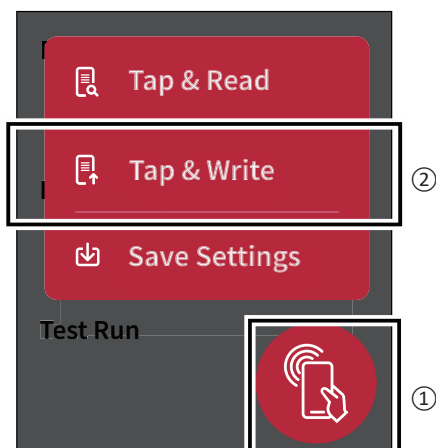 Tap & Read
Tap & Write
②
Save Settings
Test Run
①